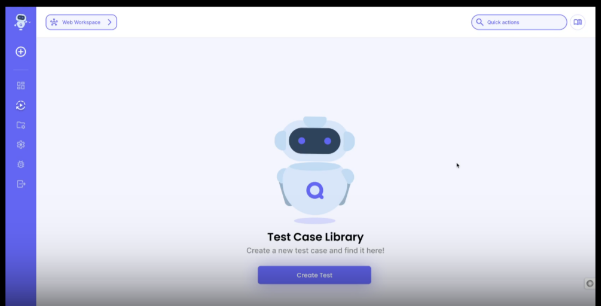 Web Workspace
Quick actions
Q
Test Case Library
Create a new test case and find it here!
Create Test